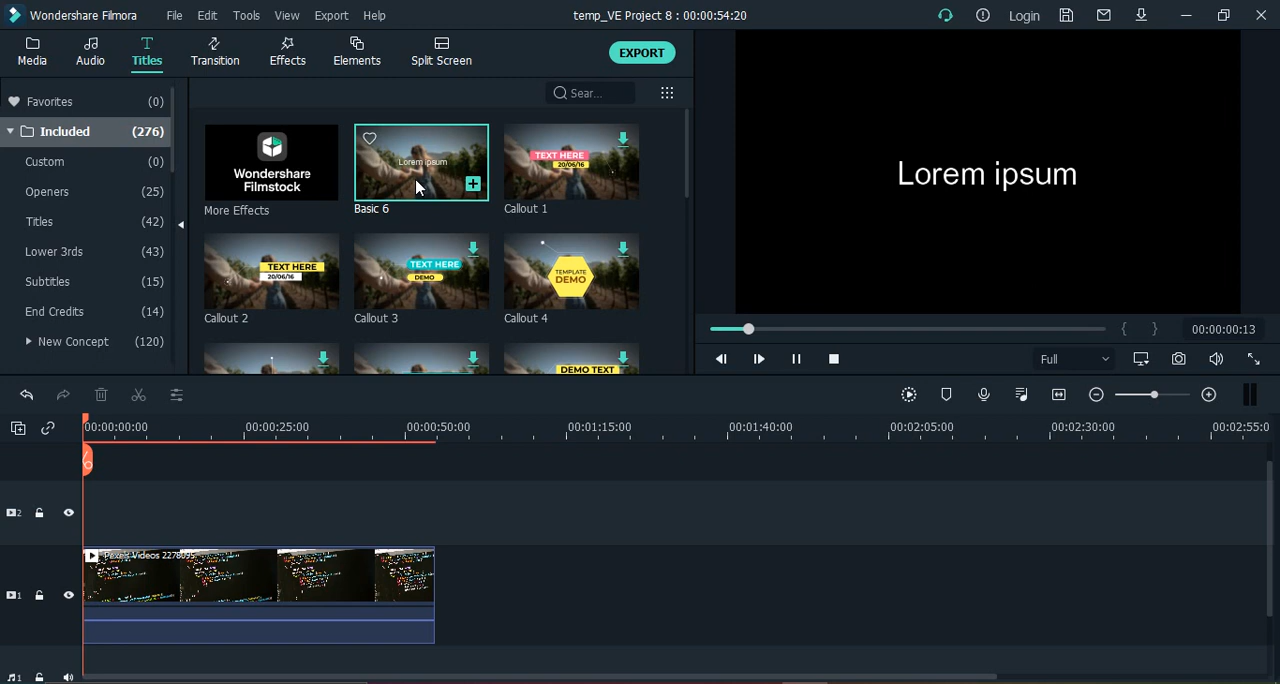 Wondershare Filmora File Edit Tools View Export Help temp_VE Project 8 : 00:00:54:20 Login
Media Audio Titles Transition Effects Elements Split Screen EXPORT
Favorites (0)
Included (276)
Custom (0)
Openers (25)
Titles (42)
Lower 3rds (43)
Subtitles (15)
End Credits (14)
New Concept (120)
Sear...
Wondershare
Filmstock
More Effects
Lorem ipsum
Basic 6
TEXT HERE
20/06/16
Callout 1
TEXT HERE
20/06/16
Callout 2
TEXT HERE
DEMO
Callout 3
TEMPLATE
DEMO
Callout 4
DEMO TEXT
Lorem ipsum
{ } 00:00:00:13
Full
00:00:00:00 00:00:25:00 00:00:50:00 00:01:15:00 00:01:40:00 00:02:05:00 00:02:30:00 00:02:55:0
2
Pexels Videos 2278095
1
1